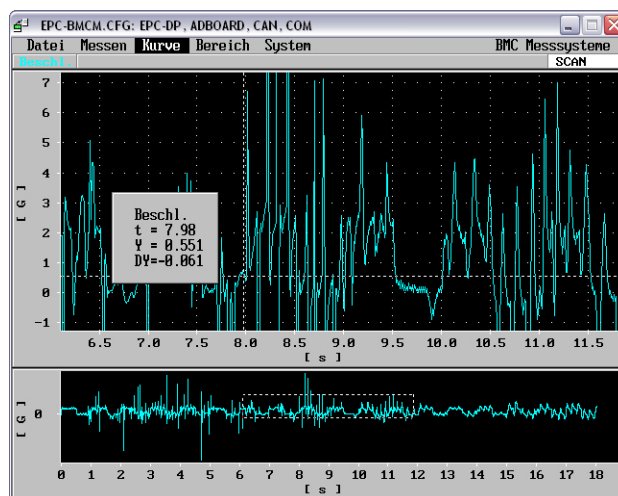 EPC-BMCM.CFG: EPC-DP, ADBOARD, CAN, COM
Datei Messen Kurve Bereich System BMC Messsysteme
Beschl. SCAN
7
6
5
4
3
2
1
0
-1
[ G ]
Beschl.
t = 7.98
Y = 0.551
DY=-0.061
6.5 7.0 7.5 8.0 8.5 9.0 9.5 10.0 10.5 11.0 11.5
[ s ]
[ G ]
0
0 1 2 3 4 5 6 7 8 9 10 11 12 13 14 15 16 17 18
[ s ]